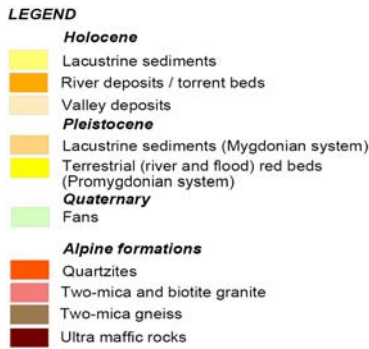 LEGEND
Holocene
Lacustrine sediments
River deposits / torrent beds
Valley deposits
Pleistocene
Lacustrine sediments (Mygdonian system)
Terrestrial (river and flood) red beds
(Promygdonian system)
Quaternary
Fans
Alpine formations
Quartzites
Two-mica and biotite granite
Two-mica gneiss
Ultra maffic rocks